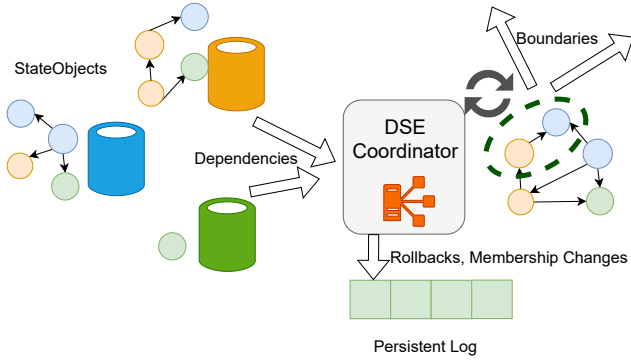 StateObjects
Boundaries
DSE
Coordinator
Dependencies
Rollbacks, Membership Changes
Persistent Log